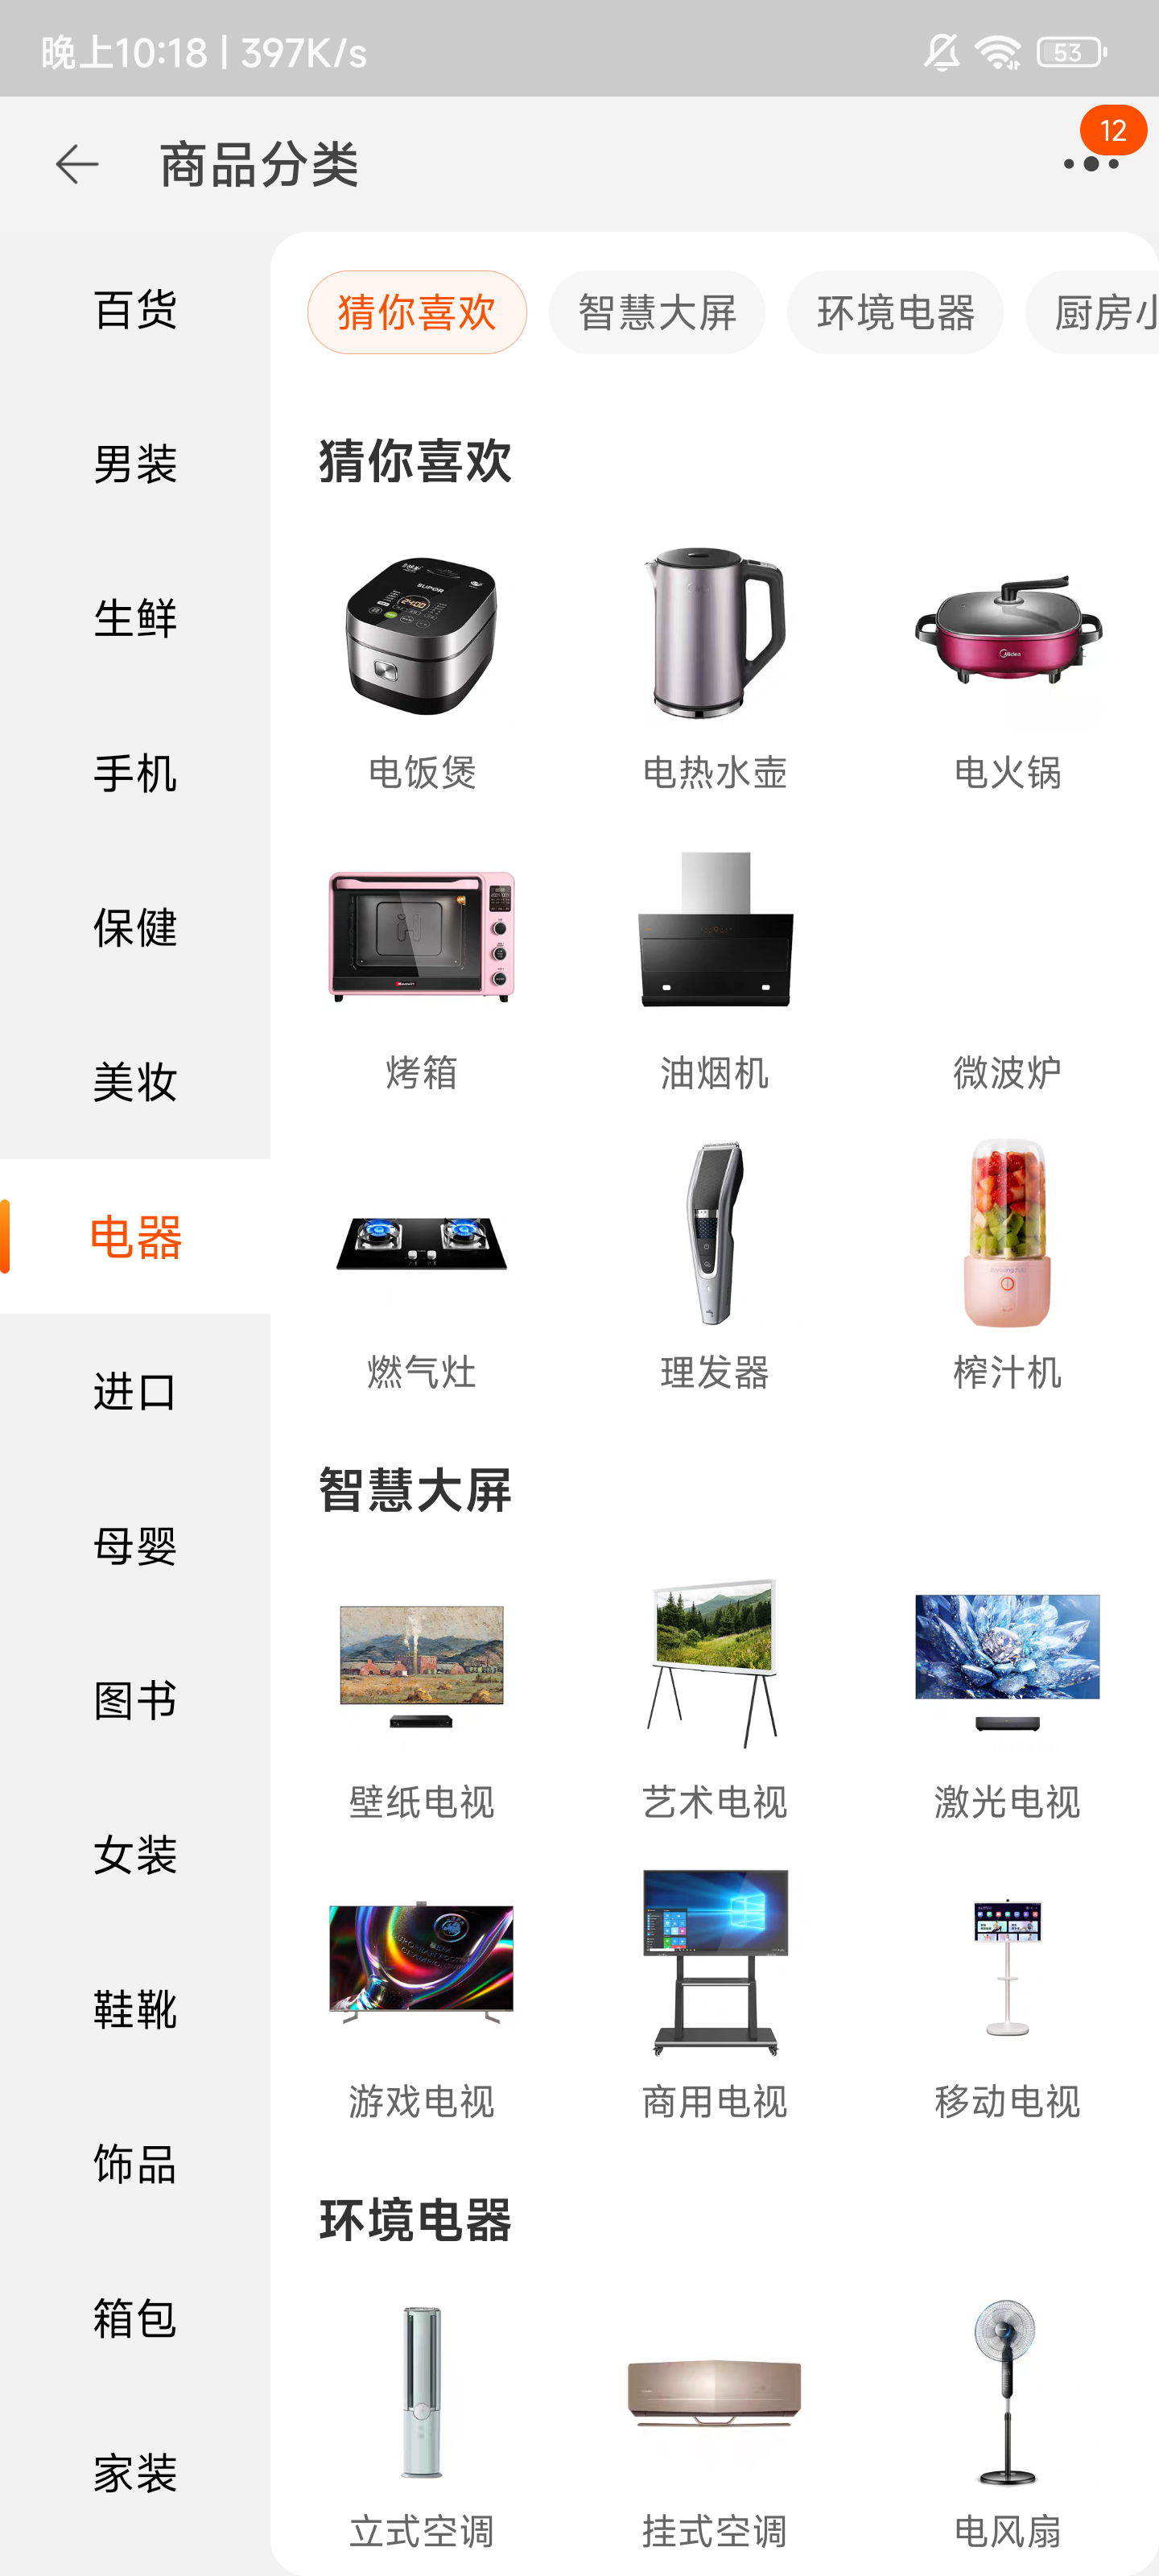 晚上10:18 | 397K/s
53
12
商品分类
百货
男装
生鲜
手机
保健
美妆
电器
进口
母婴
图书
女装
鞋靴
饰品
箱包
家装
猜你喜欢 智慧大屏 环境电器 厨房小
猜你喜欢
SUPOR
Midea
电饭煲 电热水壶 电火锅
烤箱 油烟机 微波炉
燃气灶 理发器 榨汁机
智慧大屏
壁纸电视 艺术电视 激光电视
游戏电视 商用电视 移动电视
环境电器
立式空调 挂式空调 电风扇